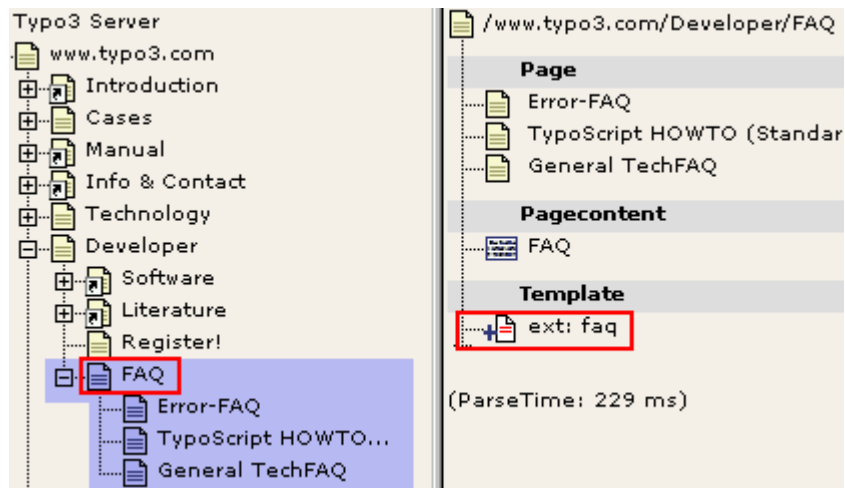 Typo3 Server
www.typo3.com
Introduction
Cases
Manual
Info & Contact
Technology
Developer
Software
Literature
Register!
FAQ
Error-FAQ
TypoScript HOWTO...
General TechFAQ
/www.typo3.com/Developer/FAQ
Page
Error-FAQ
TypoScript HOWTO (Standar
General TechFAQ
Pagecontent
FAQ
Template
ext: faq
(ParseTime: 229 ms)